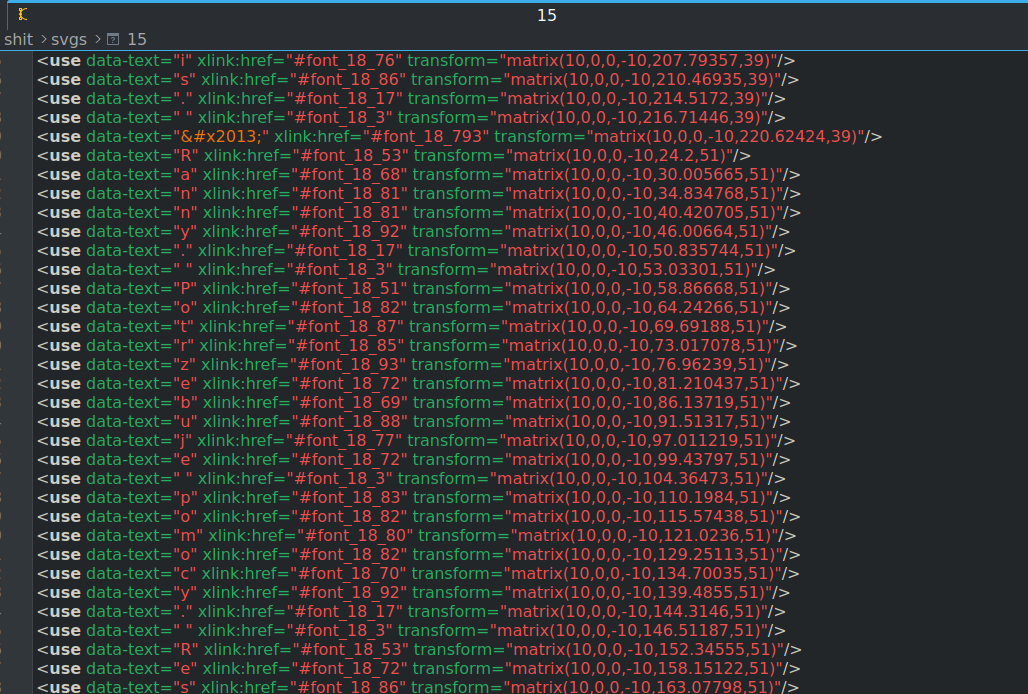 15
shit > svgs > 15
<use data-text="i" xlink:href="#font_18_76" transform="matrix(10,0,0,-10,207.79357,39)"/>
<use data-text="s" xlink:href="#font_18_86" transform="matrix(10,0,0,-10,210.46935,39)"/>
<use data-text="." xlink:href="#font_18_17" transform="matrix(10,0,0,-10,214.5172,39)"/>
<use data-text=" " xlink:href="#font_18_3" transform="matrix(10,0,0,-10,216.71446,39)"/>
<use data-text="&#x2013;" xlink:href="#font_18_793" transform="matrix(10,0,0,-10,220.62424,39)"/>
<use data-text="R" xlink:href="#font_18_53" transform="matrix(10,0,0,-10,24.2,51)"/>
<use data-text="a" xlink:href="#font_18_68" transform="matrix(10,0,0,-10,30.005665,51)"/>
<use data-text="n" xlink:href="#font_18_81" transform="matrix(10,0,0,-10,34.834768,51)"/>
<use data-text="n" xlink:href="#font_18_81" transform="matrix(10,0,0,-10,40.420705,51)"/>
<use data-text="y" xlink:href="#font_18_92" transform="matrix(10,0,0,-10,46.00664,51)"/>
<use data-text="." xlink:href="#font_18_17" transform="matrix(10,0,0,-10,50.835744,51)"/>
<use data-text=" " xlink:href="#font_18_3" transform="matrix(10,0,0,-10,53.03301,51)"/>
<use data-text="P" xlink:href="#font_18_51" transform="matrix(10,0,0,-10,58.86668,51)"/>
<use data-text="o" xlink:href="#font_18_82" transform="matrix(10,0,0,-10,64.24266,51)"/>
<use data-text="t" xlink:href="#font_18_87" transform="matrix(10,0,0,-10,69.69188,51)"/>
<use data-text="r" xlink:href="#font_18_85" transform="matrix(10,0,0,-10,73.017078,51)"/>
<use data-text="z" xlink:href="#font_18_93" transform="matrix(10,0,0,-10,76.96239,51)"/>
<use data-text="e" xlink:href="#font_18_72" transform="matrix(10,0,0,-10,81.210437,51)"/>
<use data-text="b" xlink:href="#font_18_69" transform="matrix(10,0,0,-10,86.13719,51)"/>
<use data-text="u" xlink:href="#font_18_88" transform="matrix(10,0,0,-10,91.51317,51)"/>
<use data-text="j" xlink:href="#font_18_77" transform="matrix(10,0,0,-10,97.011219,51)"/>
<use data-text="e" xlink:href="#font_18_72" transform="matrix(10,0,0,-10,99.43797,51)"/>
<use data-text=" " xlink:href="#font_18_3" transform="matrix(10,0,0,-10,104.36473,51)"/>
<use data-text="p" xlink:href="#font_18_83" transform="matrix(10,0,0,-10,110.1984,51)"/>
<use data-text="o" xlink:href="#font_18_82" transform="matrix(10,0,0,-10,115.57438,51)"/>
<use data-text="m" xlink:href="#font_18_80" transform="matrix(10,0,0,-10,121.0236,51)"/>
<use data-text="o" xlink:href="#font_18_82" transform="matrix(10,0,0,-10,129.25113,51)"/>
<use data-text="c" xlink:href="#font_18_70" transform="matrix(10,0,0,-10,134.70035,51)"/>
<use data-text="y" xlink:href="#font_18_92" transform="matrix(10,0,0,-10,139.4855,51)"/>
<use data-text="." xlink:href="#font_18_17" transform="matrix(10,0,0,-10,144.3146,51)"/>
<use data-text=" " xlink:href="#font_18_3" transform="matrix(10,0,0,-10,146.51187,51)"/>
<use data-text="R" xlink:href="#font_18_53" transform="matrix(10,0,0,-10,152.34555,51)"/>
<use data-text="e" xlink:href="#font_18_72" transform="matrix(10,0,0,-10,158.15122,51)"/>
<use data-text="s" xlink:href="#font_18_86" transform="matrix(10,0,0,-10,163.07798,51)"/>